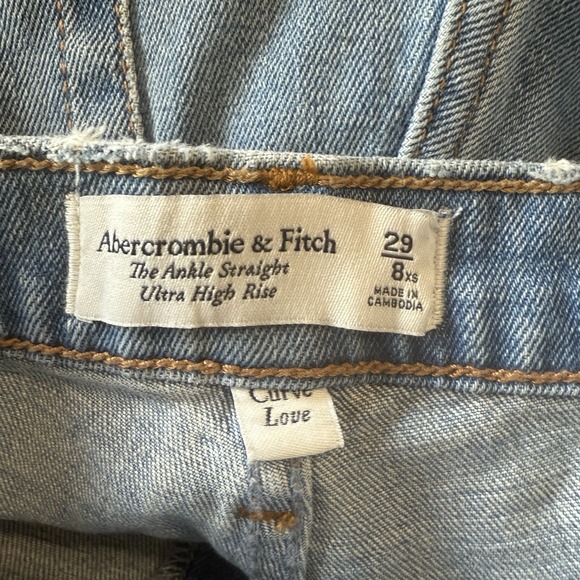 Abercrombie & Fitch
The Ankle Straight
Ultra High Rise
29
8XS
MADE IN
CAMBODIA
Curve
Love